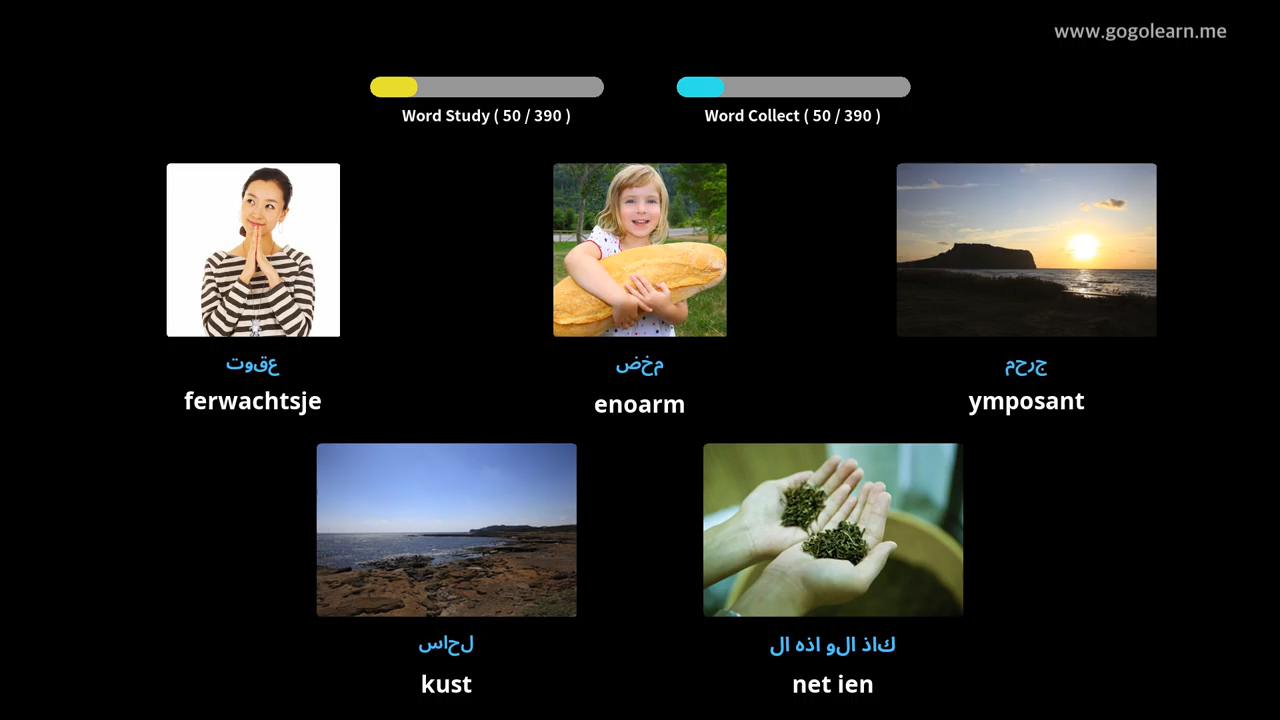 www.gogolearn.me
Word Study ( 50 / 390 )
Word Collect ( 50 / 390 )
عقوت
ferwachtsje
مخض
enoarm
جرحم
ymposant
لحاس
kust
كاذ الو اذه ال
net ien